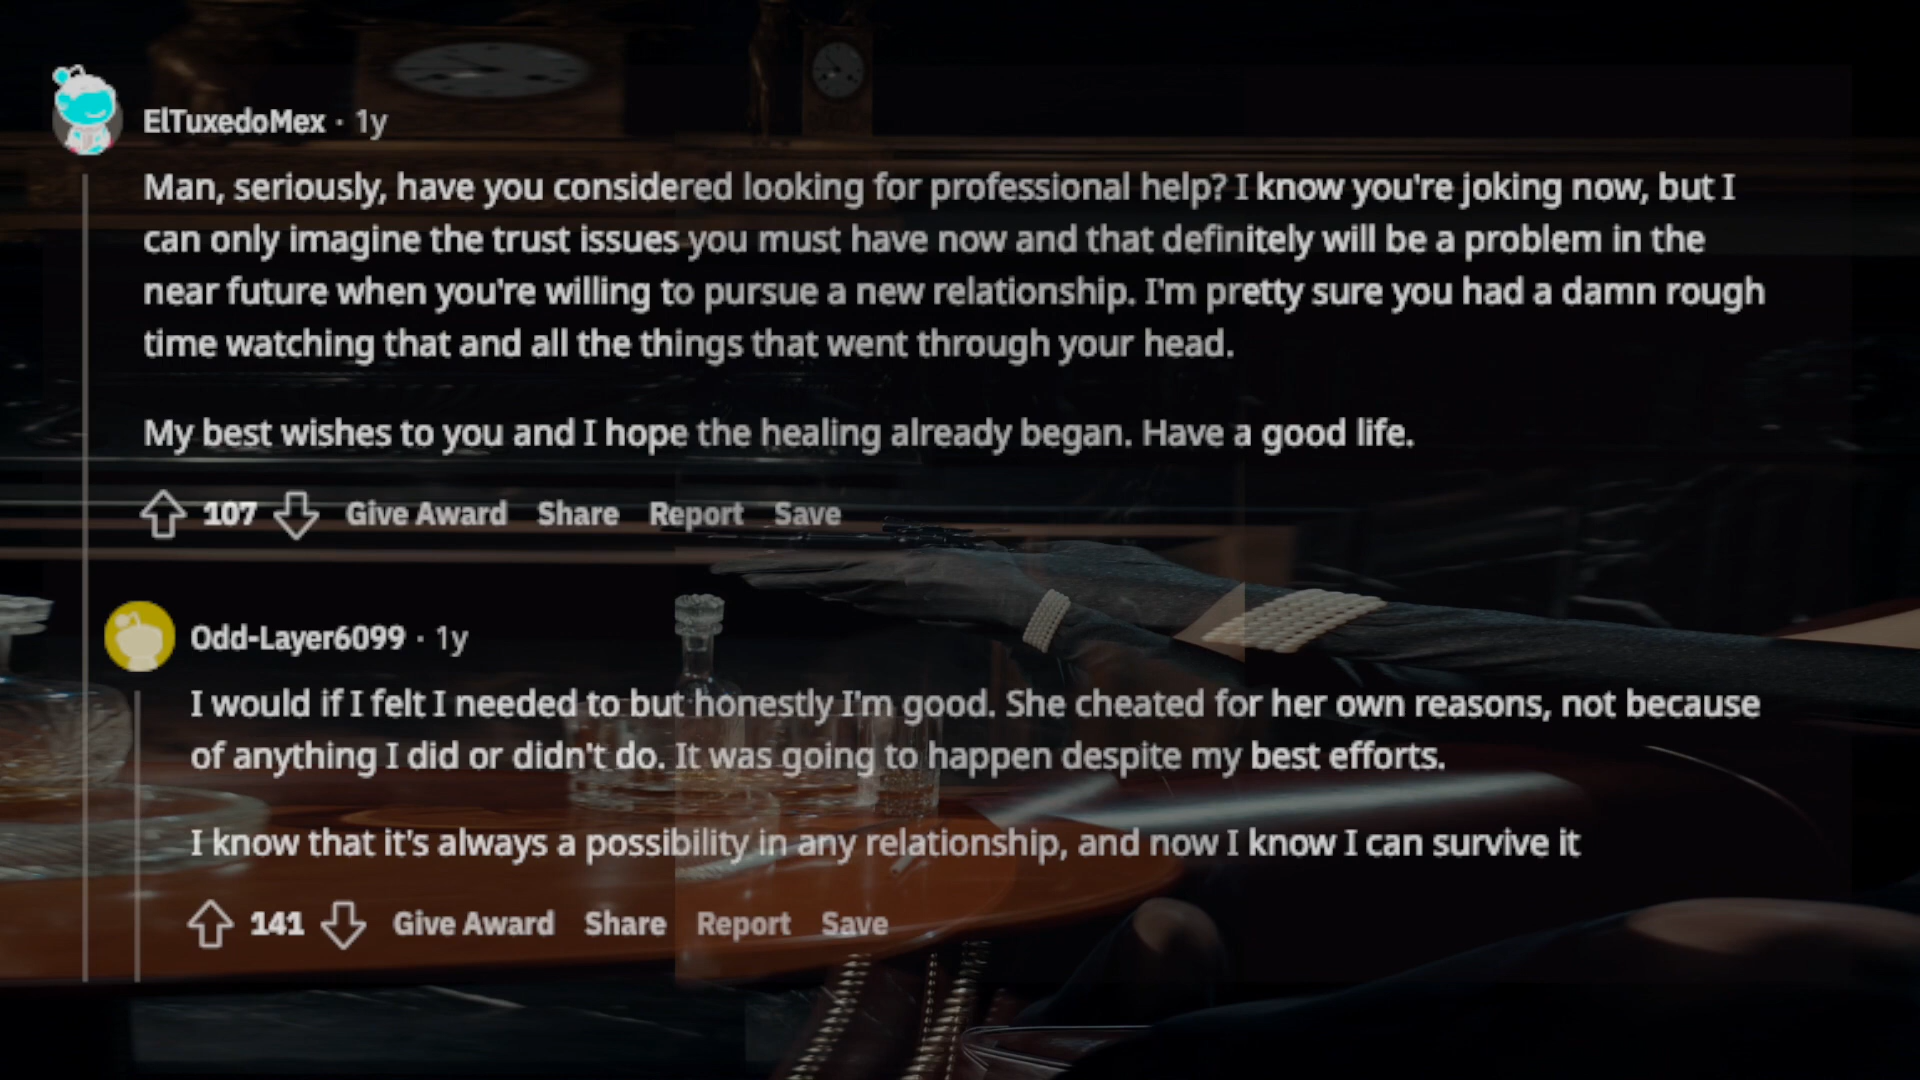 ElTuxedoMex · 1y
Man, seriously, have you considered looking for professional help? I know you're joking now, but I
can only imagine the trust issues you must have now and that definitely will be a problem in the
near future when you're willing to pursue a new relationship. I'm pretty sure you had a damn rough
time watching that and all the things that went through your head.
My best wishes to you and I hope the healing already began. Have a good life.
107 Give Award Share Report Save
Odd-Layer6099 · 1y
I would if I felt I needed to but honestly I'm good. She cheated for her own reasons, not because
of anything I did or didn't do. It was going to happen despite my best efforts.
I know that it's always a possibility in any relationship, and now I know I can survive it
141 Give Award Share Report Save